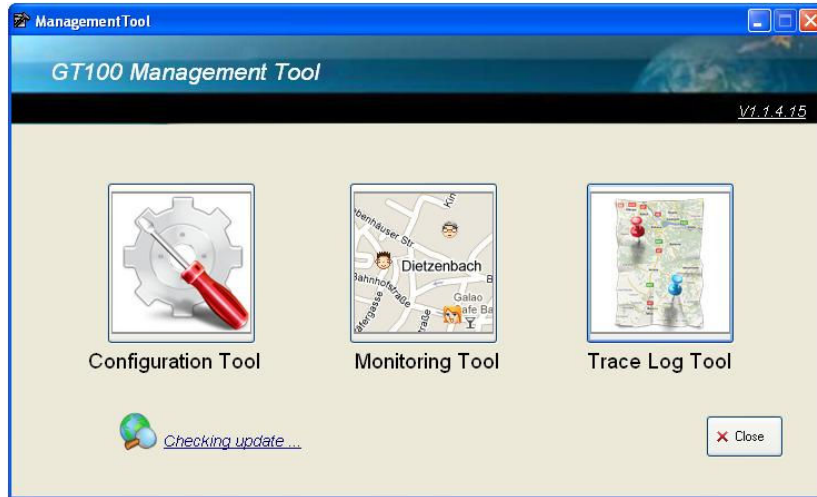 ManagementTool
GT100 Management Tool
V1.1.4.15
Dietzenbach
Galao
Configuration Tool
Monitoring Tool
Trace Log Tool
Checking update ...
Close